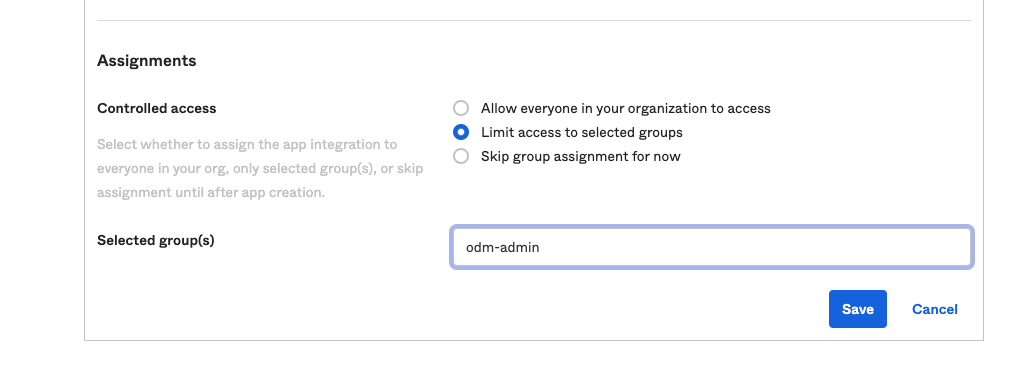 Assignments
Controlled access
Allow everyone in your organization to access
Limit access to selected groups
Skip group assignment for now
Select whether to assign the app integration to
everyone in your org, only selected group(s), or skip
assignment until after app creation.
Selected group(s)
odm-admin
Save
Cancel